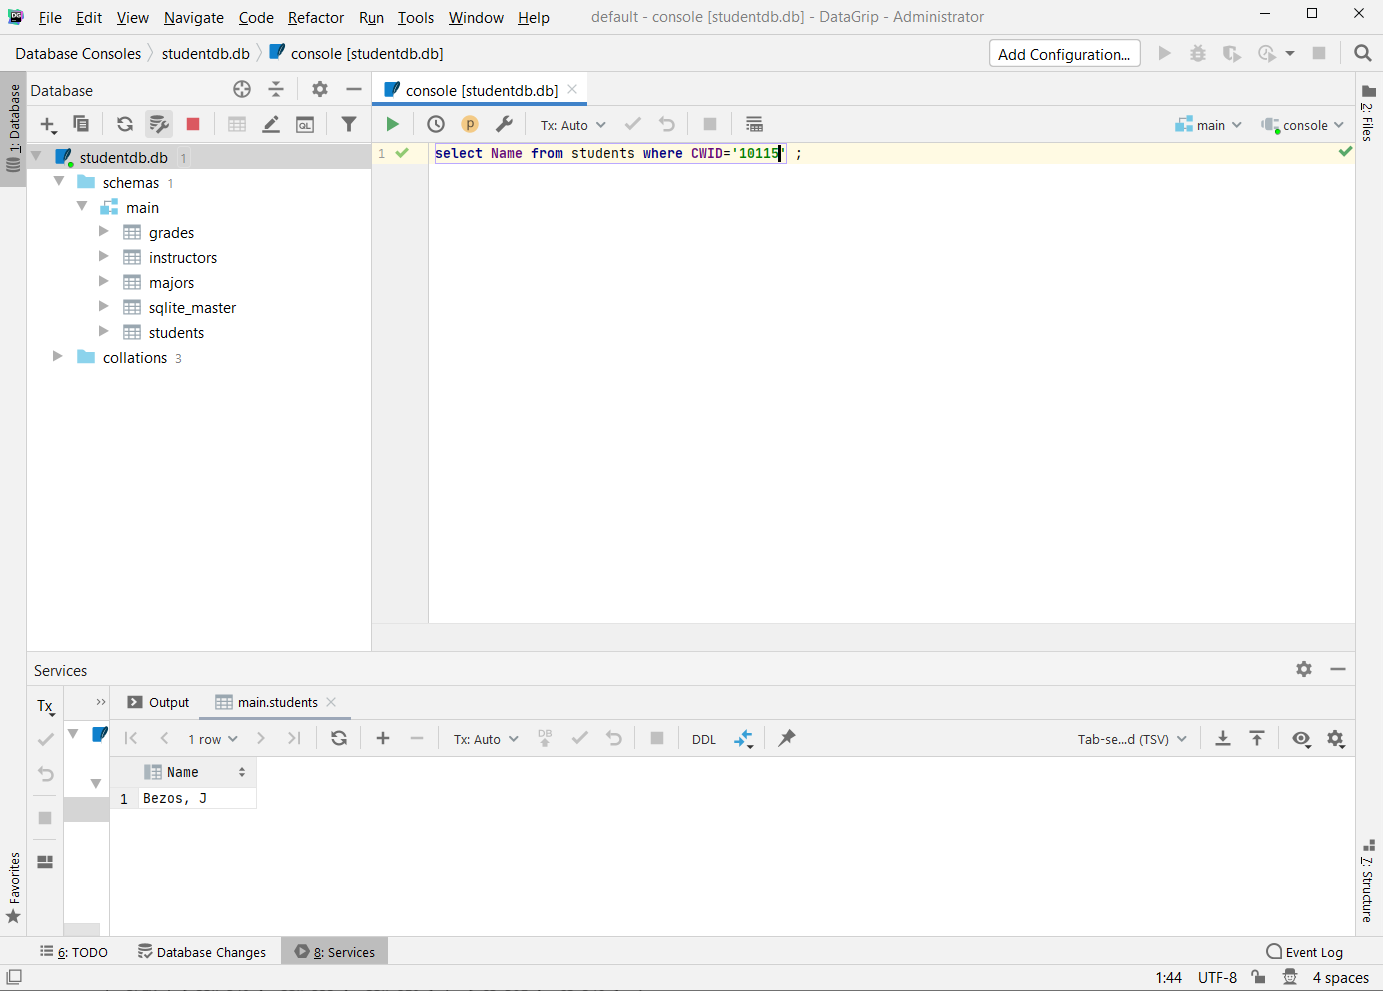 File Edit View Navigate Code Refactor Run Tools Window Help default - console [studentdb.db] - DataGrip - Administrator
Database Consoles studentdb.db console [studentdb.db] Add Configuration...
1: Database
Database
console [studentdb.db]
2: Files
QL
p
Tx: Auto
main
console
studentdb.db 1
schemas 1
main
grades
instructors
majors
sqlite_master
students
collations 3
1 select Name from students where CWID='10115' ;
Services
Tx
Output
main.students
1 row
Tx: Auto
DB
DDL
Tab-se...d (TSV)
Name
1 Bezos, J
Favorites
7: Structure
6: TODO Database Changes 8: Services Event Log
1:44 UTF-8 4 spaces